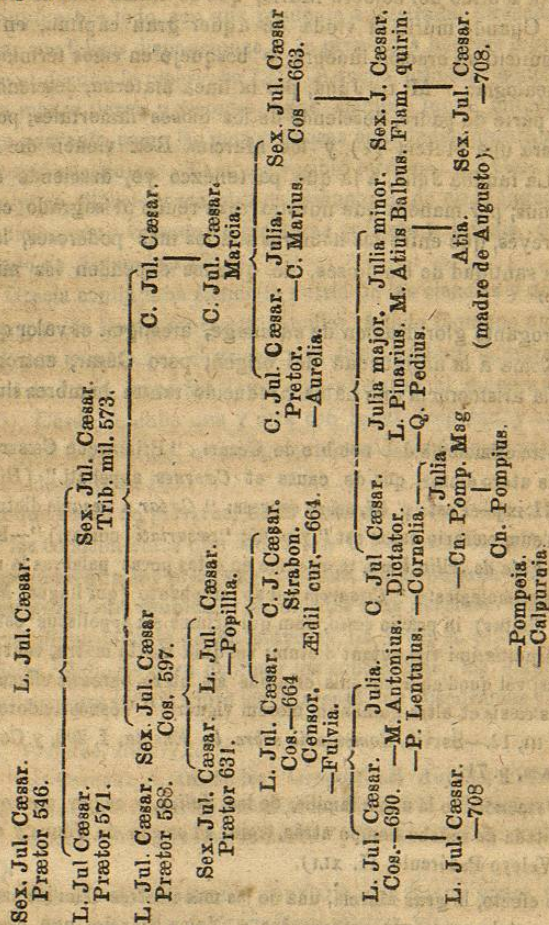 Sex. Jul. Cæsar. L. Jul. Cæsar.
Prætor 546.
L. Jul Cæsar. Sex. Jul. Cæsar.
Prætor 571. Trib. mil. 573.
L. Jul Cæsar, Sex. Jul. Cæsar C. Jul. Cæsar.
Prætor 588. Cos. 597.
Sex. Jul. Cæsar. L. Jul. Cæsar. C. Jul. Cæsar.
Prætor 631. —Popillia. Marcia.
L. Jul. Cæsar. C. J. Cæsar. C. Jul. Cæsar. Julia. Sex. Jul. Cæsar.
Cos.—664 Strabon. Pretor. —C. Marius. Cos —663.
Censor. Ædil cur.—664. —Aurelia.
—Fulvia.
L. Jul Cæsar. Julia. C. Jul Cæsar. Julia major. Julia minor. Sex. J. Cæsar.
Cos.-690. —M. Antonius. Dictator. L. Pinarius. M. Atius Balbus. Flam. quirin.
—P. Lentulus. —Cornelia. —Q. Pedius.
L. Jul Cæsar. Julia Atia. Sex. Jul Cæsar.
—708 —Cn. Pomp. Mag. (madre de Augusto) —708.
Cn. Pompius.
—Pompeia.
—Calpuraia.